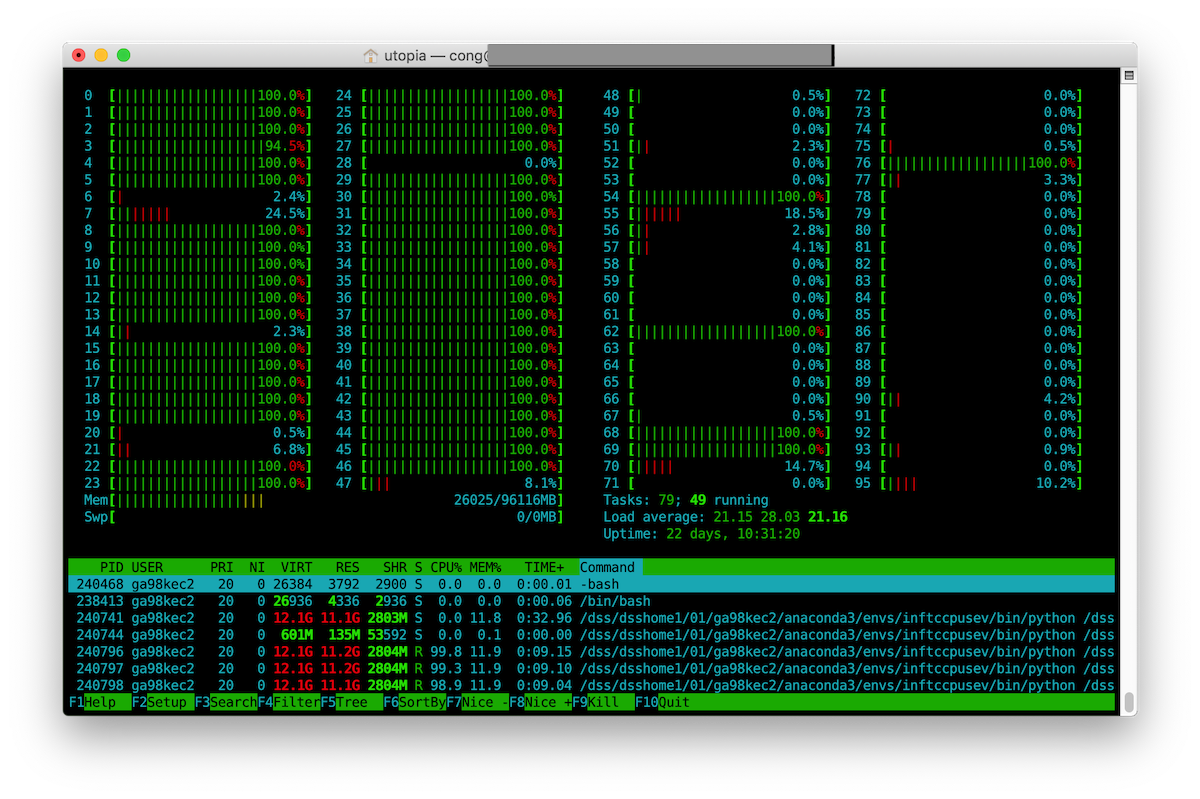 utopia — cong@
0 [100.0%] 24 [100.0%] 48 [0.5%] 72 [0.0%]
1 [100.0%] 25 [100.0%] 49 [0.0%] 73 [0.0%]
2 [100.0%] 26 [100.0%] 50 [0.0%] 74 [0.0%]
3 [94.5%] 27 [100.0%] 51 [2.3%] 75 [0.5%]
4 [100.0%] 28 [0.0%] 52 [0.0%] 76 [100.0%]
5 [100.0%] 29 [100.0%] 53 [0.0%] 77 [3.3%]
6 [2.4%] 30 [100.0%] 54 [100.0%] 78 [0.0%]
7 [24.5%] 31 [100.0%] 55 [18.5%] 79 [0.0%]
8 [100.0%] 32 [100.0%] 56 [2.8%] 80 [0.0%]
9 [100.0%] 33 [100.0%] 57 [4.1%] 81 [0.0%]
10 [100.0%] 34 [100.0%] 58 [0.0%] 82 [0.0%]
11 [100.0%] 35 [100.0%] 59 [0.0%] 83 [0.0%]
12 [100.0%] 36 [100.0%] 60 [0.0%] 84 [0.0%]
13 [100.0%] 37 [100.0%] 61 [0.0%] 85 [0.0%]
14 [2.3%] 38 [100.0%] 62 [100.0%] 86 [0.0%]
15 [100.0%] 39 [100.0%] 63 [0.0%] 87 [0.0%]
16 [100.0%] 40 [100.0%] 64 [0.0%] 88 [0.0%]
17 [100.0%] 41 [100.0%] 65 [0.0%] 89 [0.0%]
18 [100.0%] 42 [100.0%] 66 [0.0%] 90 [4.2%]
19 [100.0%] 43 [100.0%] 67 [0.5%] 91 [0.0%]
20 [0.5%] 44 [100.0%] 68 [100.0%] 92 [0.0%]
21 [6.8%] 45 [100.0%] 69 [100.0%] 93 [0.9%]
22 [100.0%] 46 [100.0%] 70 [14.7%] 94 [0.0%]
23 [100.0%] 47 [8.1%] 71 [0.0%] 95 [10.2%]
Mem[26025/96116MB] Tasks: 79; 49 running
Swp[0/0MB] Load average: 21.15 28.03 21.16
Uptime: 22 days, 10:31:20
PID USER PRI NI VIRT RES SHR S CPU% MEM% TIME+ Command
240468 ga98kec2 20 0 26384 3792 2900 S 0.0 0.0 0:00.01 -bash
238413 ga98kec2 20 0 26936 4336 2936 S 0.0 0.0 0:00.06 /bin/bash
240741 ga98kec2 20 0 12.1G 11.1G 2803M S 0.0 11.8 0:32.96 /dss/dsshome1/01/ga98kec2/anaconda3/envs/inftccpusev/bin/python /dss
240744 ga98kec2 20 0 601M 135M 53592 S 0.0 0.1 0:00.00 /dss/dsshome1/01/ga98kec2/anaconda3/envs/inftccpusev/bin/python /dss
240796 ga98kec2 20 0 12.1G 11.2G 2804M R 99.8 11.9 0:09.15 /dss/dsshome1/01/ga98kec2/anaconda3/envs/inftccpusev/bin/python /dss
240797 ga98kec2 20 0 12.1G 11.2G 2804M R 99.3 11.9 0:09.10 /dss/dsshome1/01/ga98kec2/anaconda3/envs/inftccpusev/bin/python /dss
240798 ga98kec2 20 0 12.1G 11.2G 2804M R 98.9 11.9 0:09.04 /dss/dsshome1/01/ga98kec2/anaconda3/envs/inftccpusev/bin/python /dss
F1Help F2Setup F3SearchF4FilterF5Tree F6SortByF7Nice -F8Nice +F9Kill F10Quit